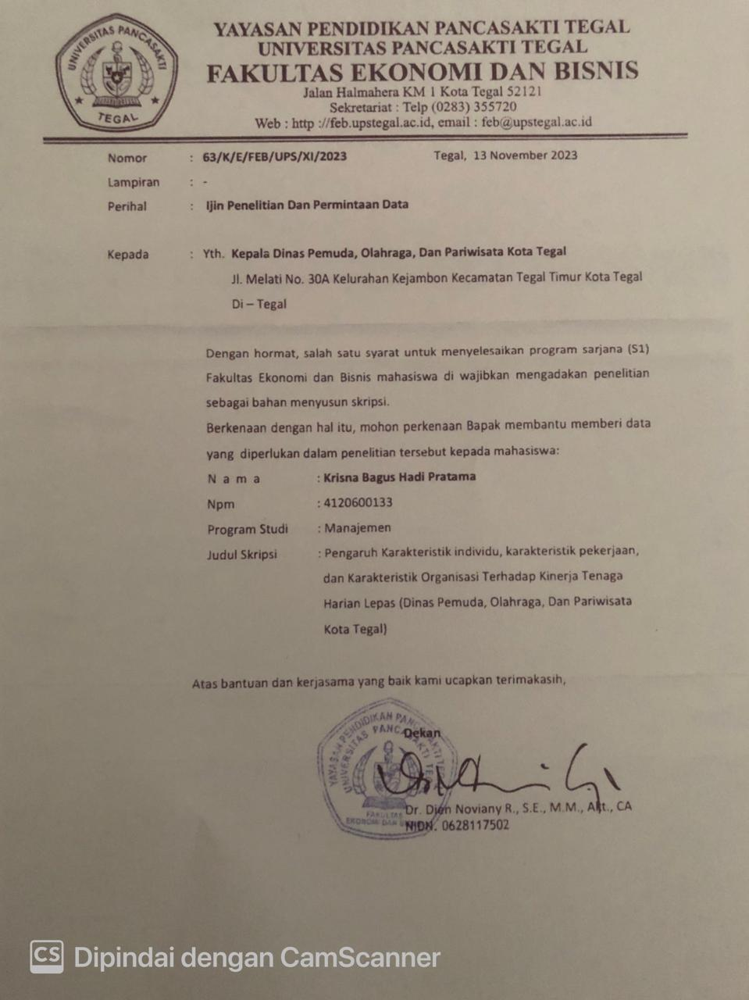 UNIVERSITAS PANCASAKTI
TEGAL
YAYASAN PENDIDIKAN PANCASAKTI TEGAL
UNIVERSITAS PANCASAKTI TEGAL
FAKULTAS EKONOMI DAN BISNIS
Jalan Halmahera KM 1 Kota Tegal 52121
Sekretariat : Telp (0283) 355720
Web : http ://feb.upstegal.ac.id, email : feb@upstegal.ac.id
Nomor : 63/K/E/FEB/UPS/XI/2023 Tegal, 13 November 2023
Lampiran : -
Perihal : Ijin Penelitian Dan Permintaan Data
Kepada : Yth. Kepala Dinas Pemuda, Olahraga, Dan Pariwisata Kota Tegal
Jl. Melati No. 30A Kelurahan Kejambon Kecamatan Tegal Timur Kota Tegal
Di – Tegal
Dengan hormat, salah satu syarat untuk menyelesaikan program sarjana (S1)
Fakultas Ekonomi dan Bisnis mahasiswa di wajibkan mengadakan penelitian
sebagai bahan menyusun skripsi.
Berkenaan dengan hal itu, mohon perkenaan Bapak membantu memberi data
yang diperlukan dalam penelitian tersebut kepada mahasiswa:
N a m a : Krisna Bagus Hadi Pratama
Npm : 4120600133
Program Studi : Manajemen
Judul Skripsi : Pengaruh Karakteristik individu, karakteristik pekerjaan,
dan Karakteristik Organisasi Terhadap Kinerja Tenaga
Harian Lepas (Dinas Pemuda, Olahraga, Dan Pariwisata
Kota Tegal)
Atas bantuan dan kerjasama yang baik kami ucapkan terimakasih,
Dekan
YAYASAN PENDIDIKAN
UNIVERSITAS
FAKULTAS
EKONOMI DAN
Dr. Dien Noviany R., S.E., M.M., Akt., CA
NIDN. 0628117502
CS Dipindai dengan CamScanner